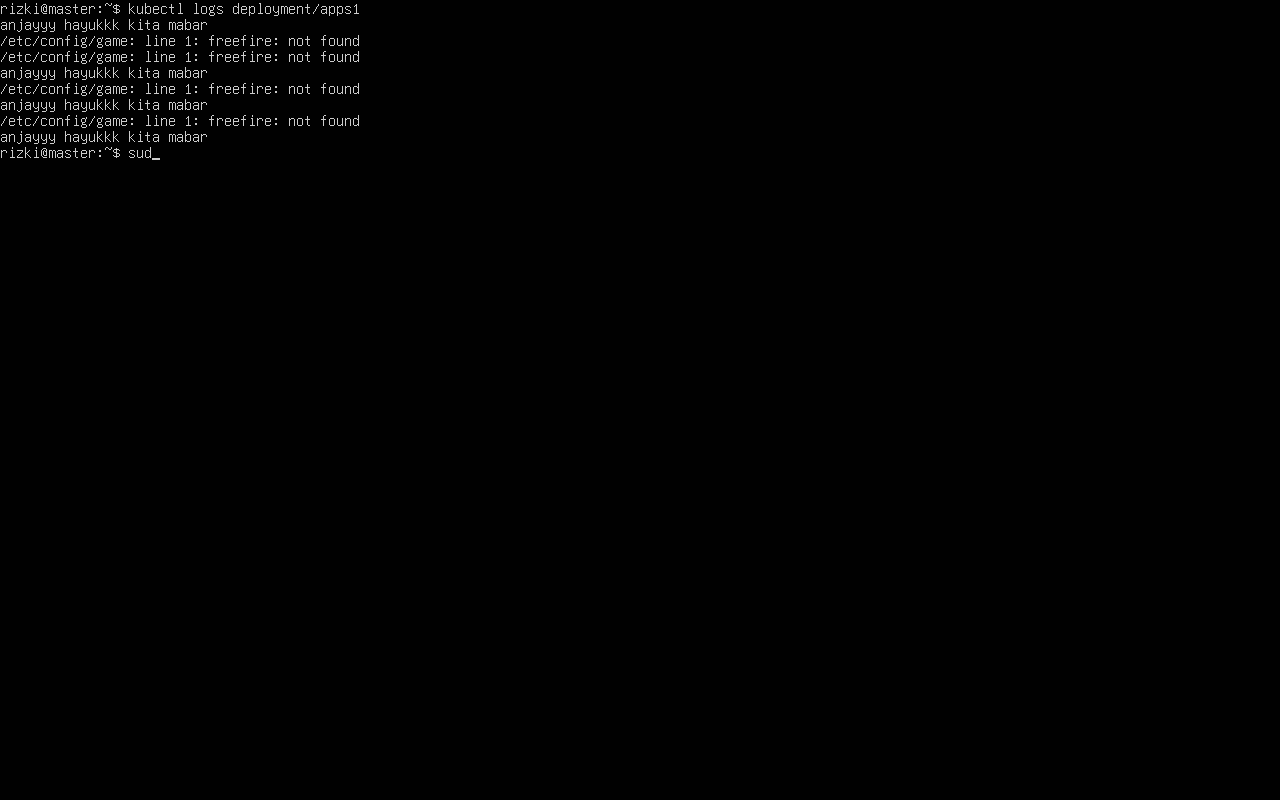 rizki@master:~$ kubectl logs deployment/apps1
anjayyy hayukkk kita mabar
/etc/config/game: line 1: freefire: not found
/etc/config/game: line 1: freefire: not found
anjayyy hayukkk kita mabar
/etc/config/game: line 1: freefire: not found
anjayyy hayukkk kita mabar
/etc/config/game: line 1: freefire: not found
anjayyy hayukkk kita mabar
rizki@master:~$ sud_